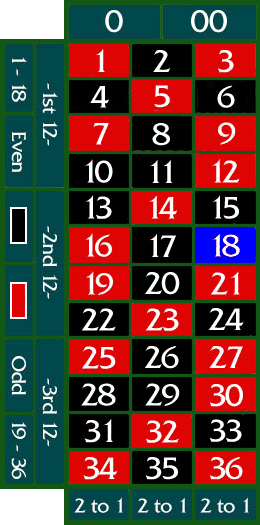 0 00
1 2 3
4 5 6
7 8 9
10 11 12
13 14 15
16 17 18
19 20 21
22 23 24
25 26 27
28 29 30
31 32 33
34 35 36
2 to 1 2 to 1 2 to 1
-1st 12-
-2nd 12-
-3rd 12-
1 - 18
Even
Odd
19 - 36